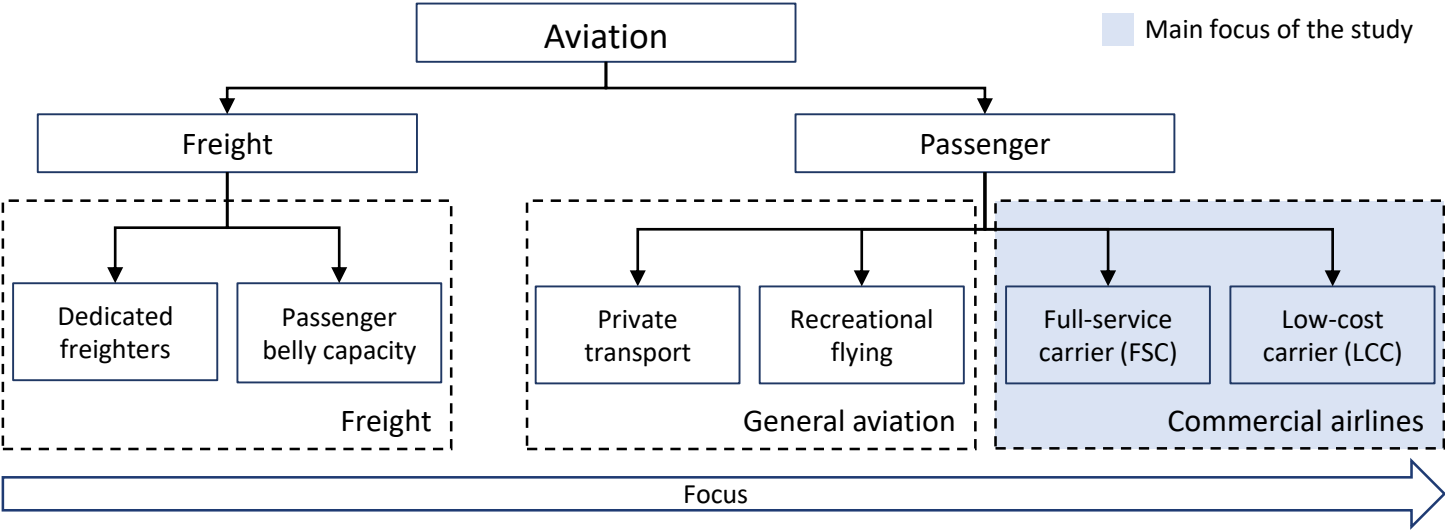 Aviation
Main focus of the study
Freight
Passenger
Dedicated
freighters
Passenger
belly capacity
Private
transport
Recreational
flying
Full-service
carrier (FSC)
Low-cost
carrier (LCC)
Freight
General aviation
Commercial airlines
Focus